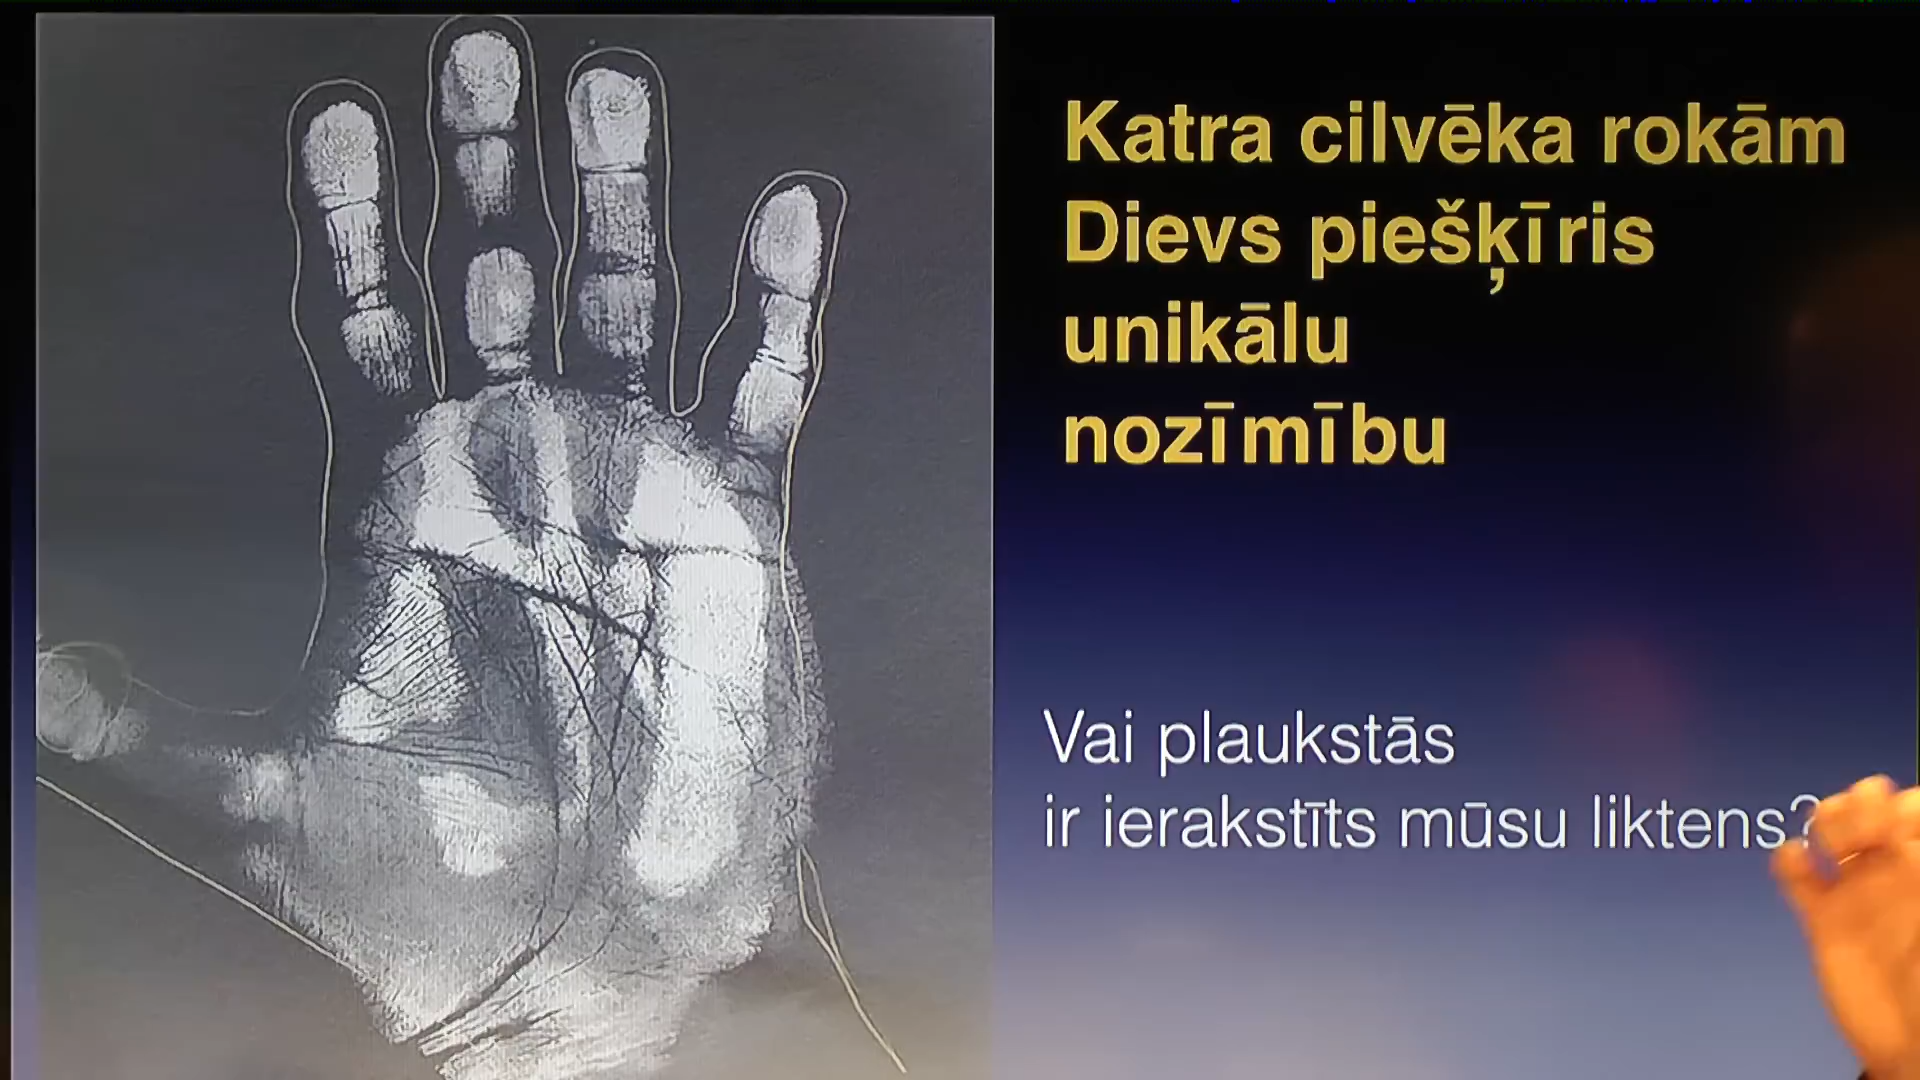 Katra cilvēka rokām
Dievs piešķīris
unikālu
nozīmību
Vai plaukstās
ir ierakstīts mūsu liktens?